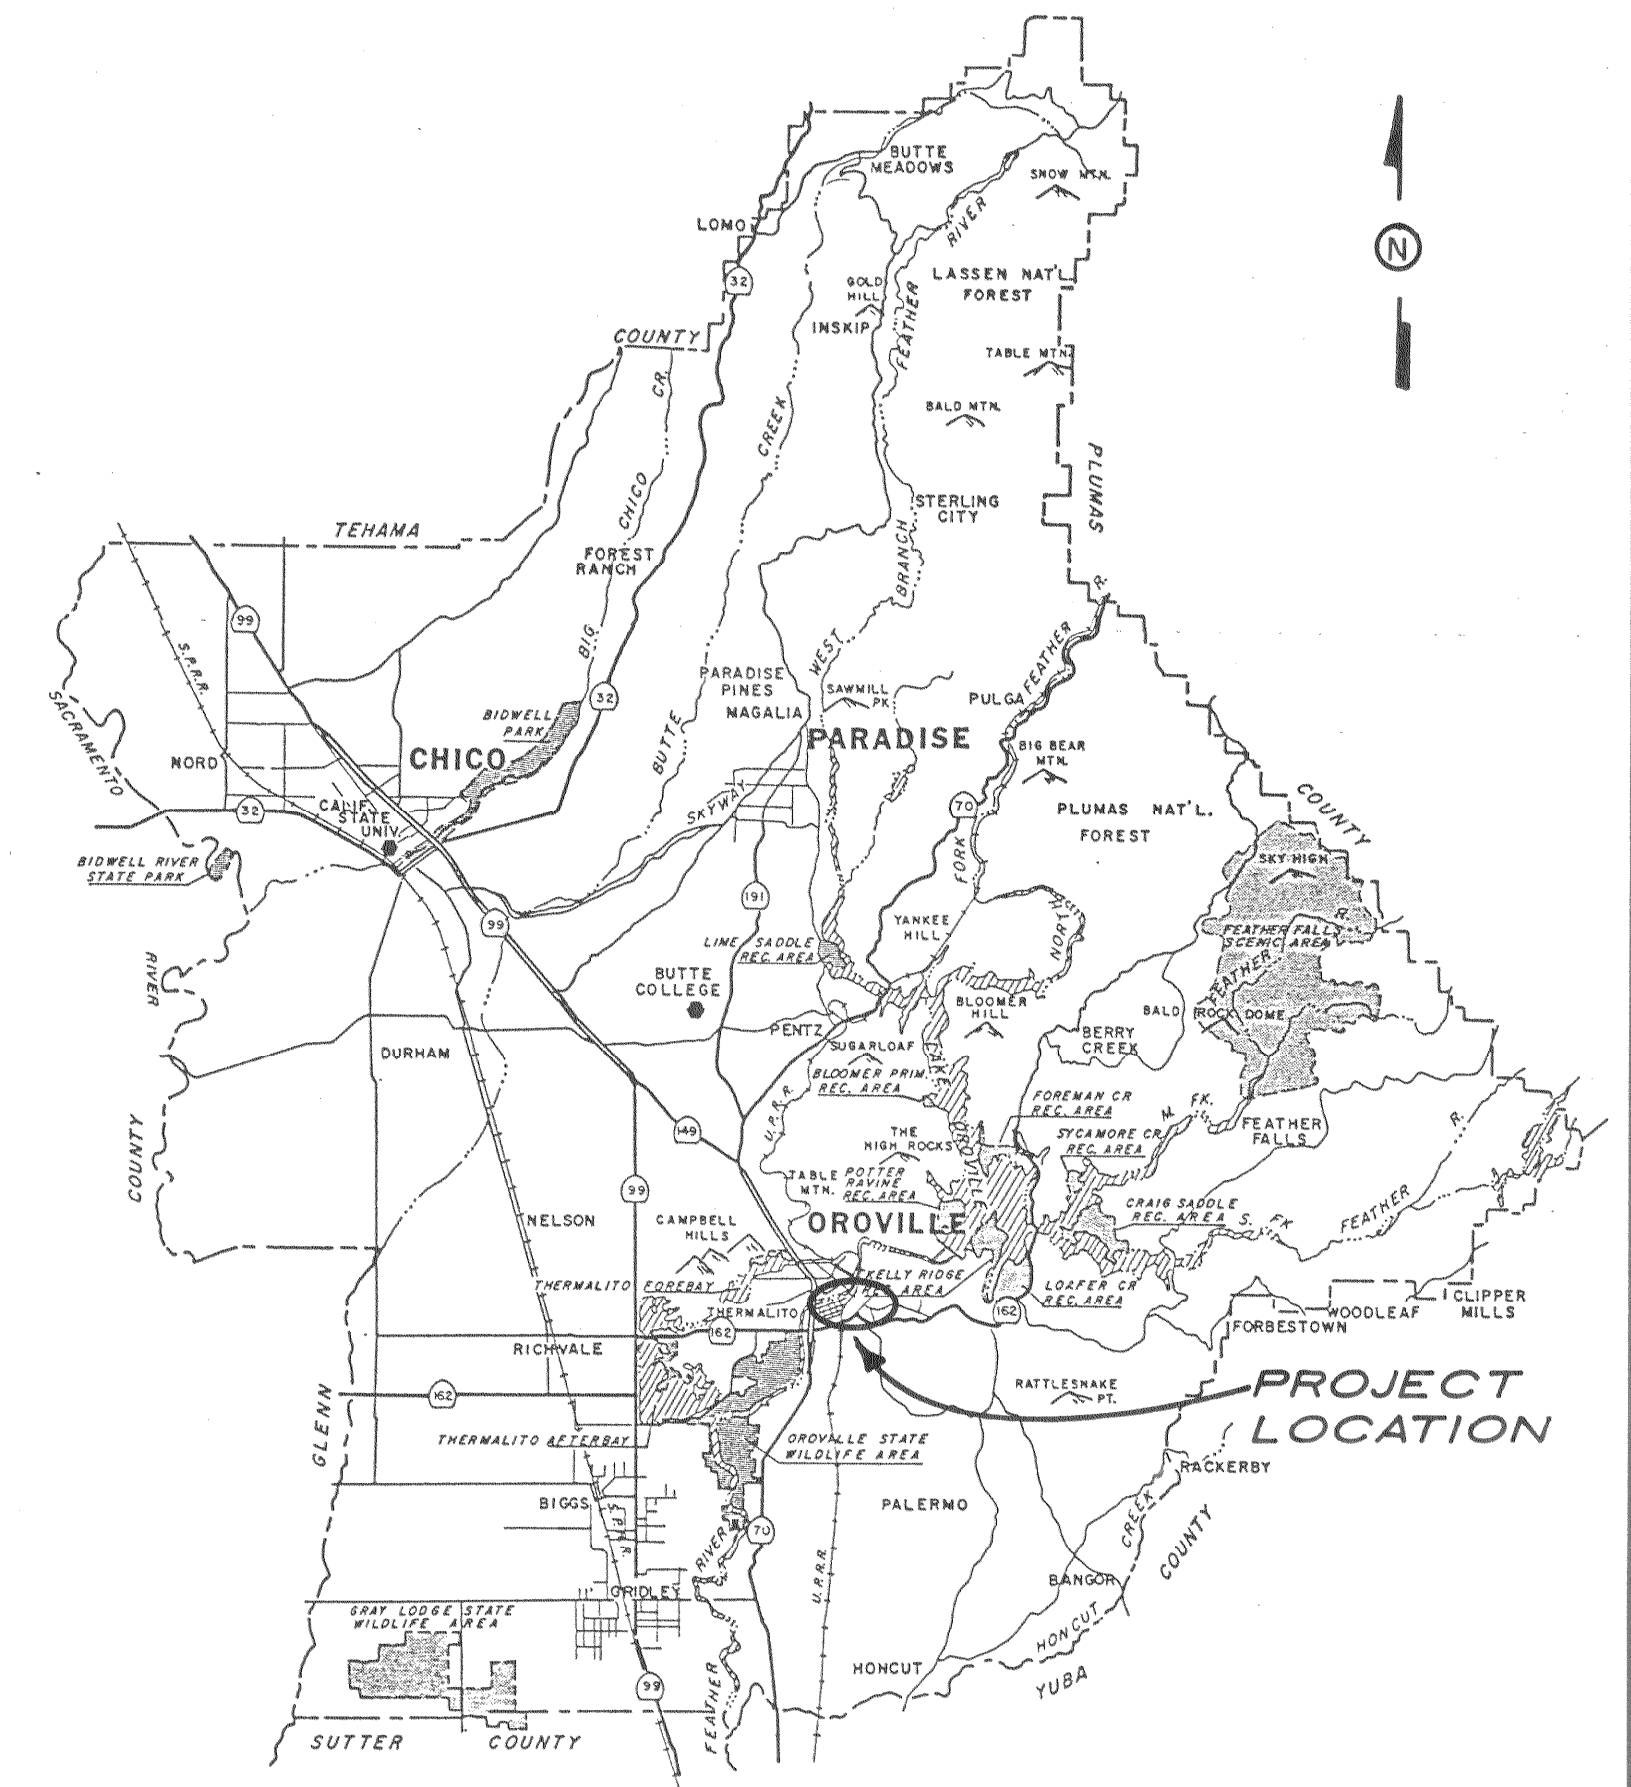 BUTTE
MEADOWS
SNOW MTN.
LOMO
RIVER
32
GOLD
HILL
LASSEN NAT'L
FOREST
FEATHER
INSKIP
COUNTY
TABLE MTN.
CR.
BALD MTN.
CREEK
PLUMAS
STERLING
CITY
CHICO
TEHAMA
FOREST
RANCH
BRANCH
R.
99
BIG
WEST
FEATHER
S.P.R.R.
PARADISE
PINES
SAWMILL
PK
PULGA
32
MAGALIA
BIDWELL
PARK
SACRAMENTO
BUTTE
PARADISE
BIG BEAR
MTN.
NORD
CHICO
COUNTY
70
PLUMAS NAT'L.
FOREST
32
CALIF.
STATE
UNIV.
SKYWAY
FORK
BIDWELL RIVER
STATE PARK
SKY HIGH
191
YANKEE
HILL
NORTH
R.
99
FEATHER FALLS
SCENIC AREA
LIME SADDLE
REC. AREA
RIVER
BUTTE
COLLEGE
FEATHER
BLOOMER
HILL
BALD
ROCK DOME
PENTZ
BERRY
CREEK
DURHAM
SUGARLOAF
LAKE
BLOOMER PRIM.
REC. AREA
FOREMAN CR
REC. AREA
U.P.R.R.
M. FK.
149
THE
HIGH ROCKS
OROVILLE
SYCAMORE CR
REC. AREA
FEATHER
FALLS
R.
COUNTY
TABLE
MTN.
POTTER
RAVINE
REC. AREA
99
CRAIG SADDLE
REC. AREA
S. FK
FEATHER
NELSON
CAMPBELL
HILLS
OROVILLE
THERMALITO FOREBAY
KELLY RIDGE
REC. AREA
LOAFER CR
REC. AREA
THERMALITO
162
162
CLIPPER
MILLS
WOODLEAF
FORBESTOWN
RICHVALE
GLENN
162
RATTLESNAKE
PT.
PROJECT
LOCATION
THERMALITO AFTERBAY
OROVILLE STATE
WILDLIFE AREA
RACKERBY
BIGGS
S.P.R.R.
PALERMO
CREEK
70
COUNTY
RIVER
U.P.R.R.
BANGOR
GRIDLEY
GRAY LODGE STATE
WILDLIFE AREA
HONCUT
HONCUT
YUBA
99
FEATHER
SUTTER COUNTY
N